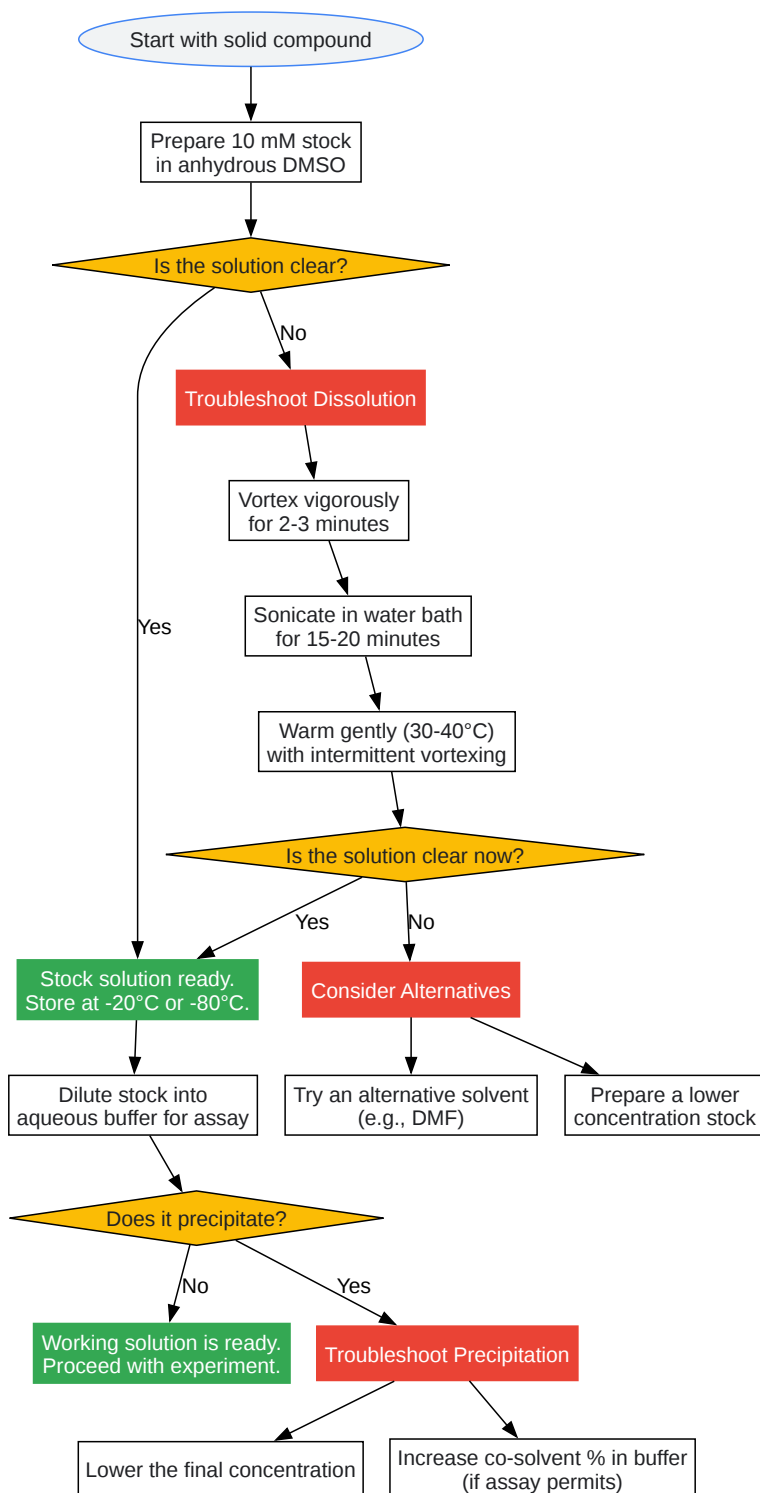 Start with solid compound
Prepare 10 mM stock
in anhydrous DMSO
Is the solution clear?
No
Troubleshoot Dissolution
Vortex vigorously
for 2-3 minutes
Sonicate in water bath
for 15-20 minutes
Yes
Warm gently (30-40°C)
with intermittent vortexing
Is the solution clear now?
Yes
No
Stock solution ready.
Store at -20°C or -80°C.
Consider Alternatives
Dilute stock into
aqueous buffer for assay
Try an alternative solvent
(e.g., DMF)
Prepare a lower
concentration stock
Does it precipitate?
No
Yes
Working solution is ready.
Proceed with experiment.
Troubleshoot Precipitation
Lower the final concentration
Increase co-solvent % in buffer
(if assay permits)